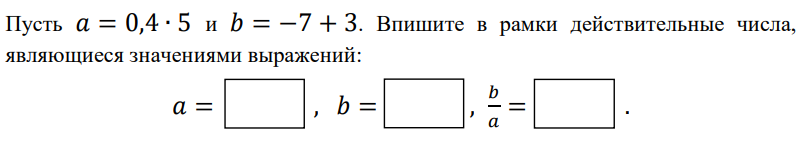 Пусть a = 0,4 · 5 и b = −7 + 3. Впишите в рамки действительные числа,
являющиеся значениями выражений:
a = , b = , b/a = .